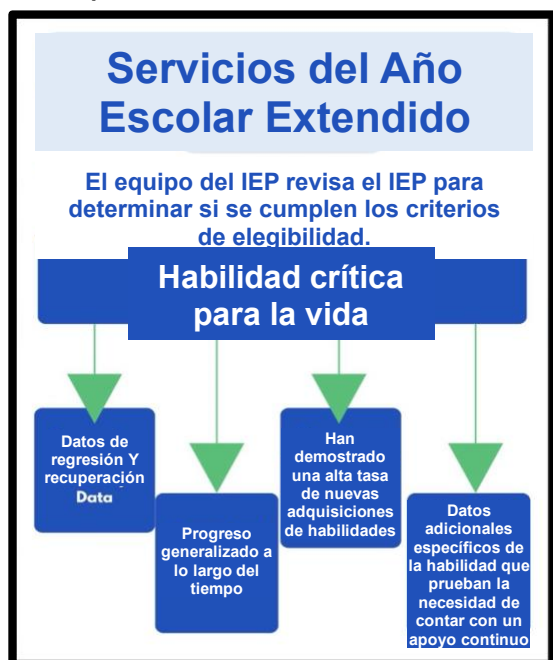 Servicios del Año
Escolar Extendido
El equipo del IEP revisa el IEP para
determinar si se cumplen los criterios
de elegibilidad.
Habilidad crítica
para la vida
Datos de
regresión Y
recuperación
Data
Progreso
generalizado a
lo largo del
tiempo
Han
demostrado
una alta tasa
de nuevas
adquisiciones
de habilidades
Datos
adicionales
específicos de
la habilidad que
prueban la
necesidad de
contar con un
apoyo continuo